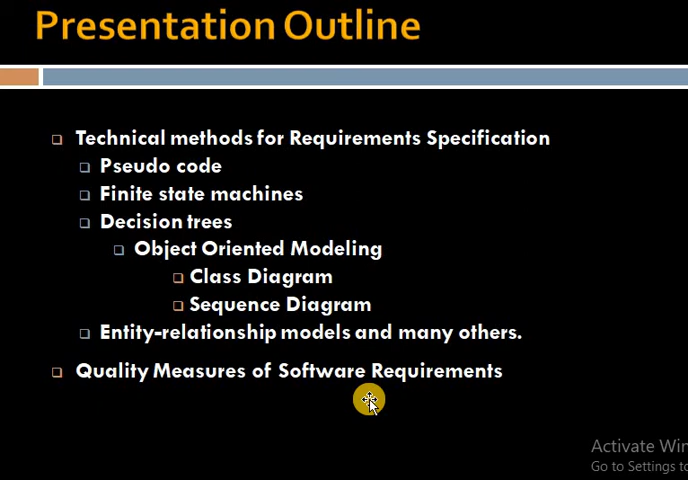 Presentation Outline
Technical methods for Requirements Specification
Pseudo code
Finite state machines
Decision trees
Object Oriented Modeling
Class Diagram
Sequence Diagram
Entity-relationship models and many others.
Quality Measures of Software Requirements
Activate Win
Go to Settings to